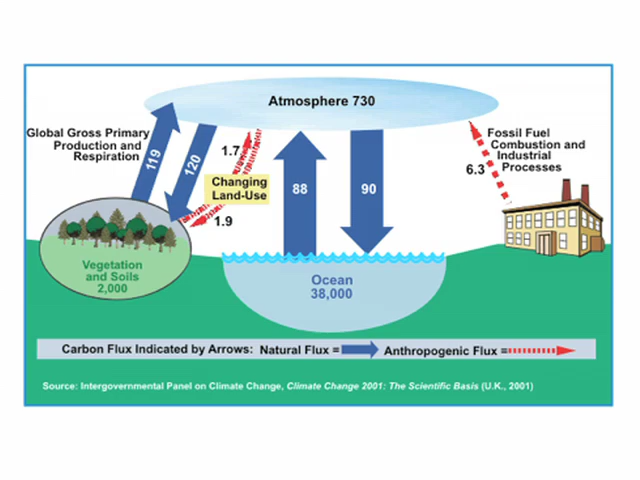 Atmosphere 730
Global Gross Primary
Production and
Respiration
119
120
1.7
Changing
Land-Use
1.9
88
90
Fossil Fuel
Combustion and
Industrial
Processes
6.3
Vegetation
and Soils
2,000
Ocean
38,000
Carbon Flux Indicated by Arrows: Natural Flux = Anthropogenic Flux =
Source: Intergovernmental Panel on Climate Change, Climate Change 2001: The Scientific Basis (U.K., 2001)